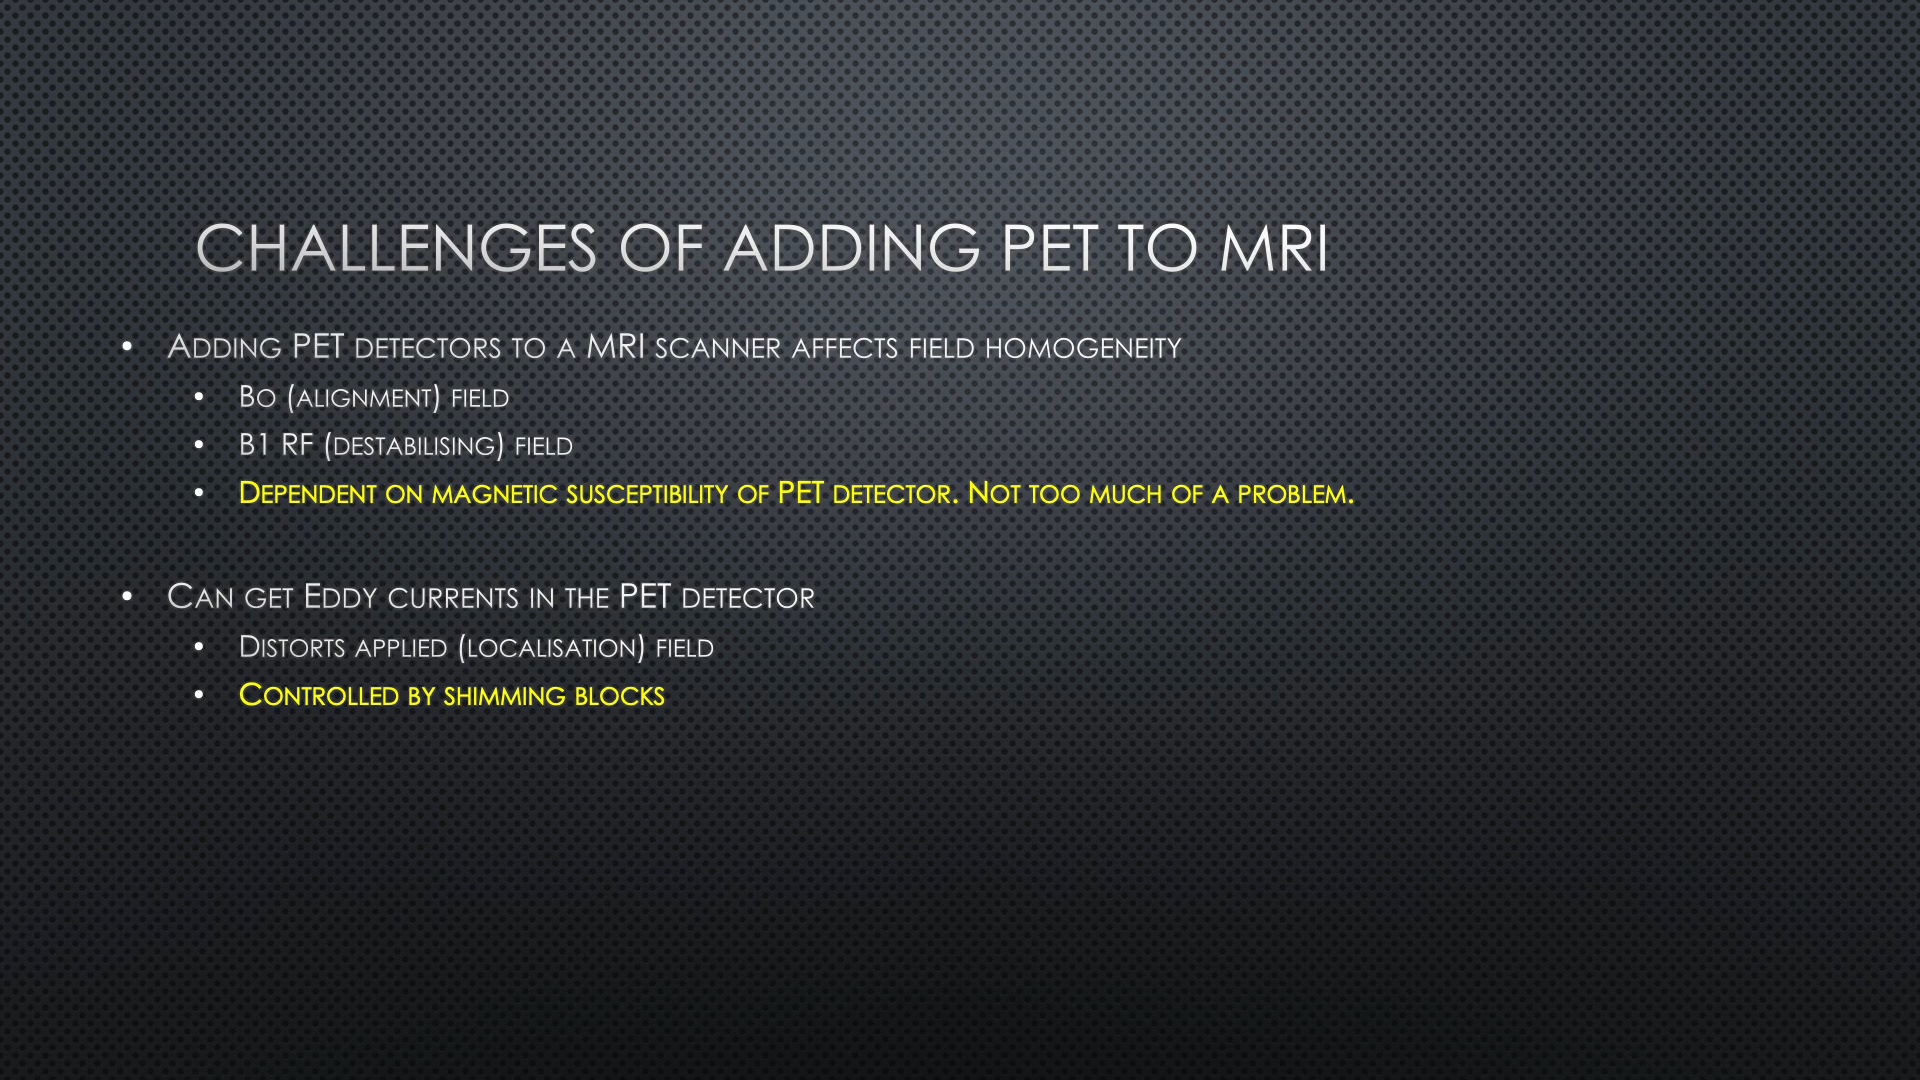 CHALLENGES OF ADDING PET TO MRI
• ADDING PET DETECTORS TO A MRI SCANNER AFFECTS FIELD HOMOGENEITY
• BO (ALIGNMENT) FIELD
• B1 RF (DESTABILISING) FIELD
• DEPENDENT ON MAGNETIC SUSCEPTIBILITY OF PET DETECTOR. NOT TOO MUCH OF A PROBLEM.
• CAN GET EDDY CURRENTS IN THE PET DETECTOR
• DISTORTS APPLIED (LOCALISATION) FIELD
• CONTROLLED BY SHIMMING BLOCKS